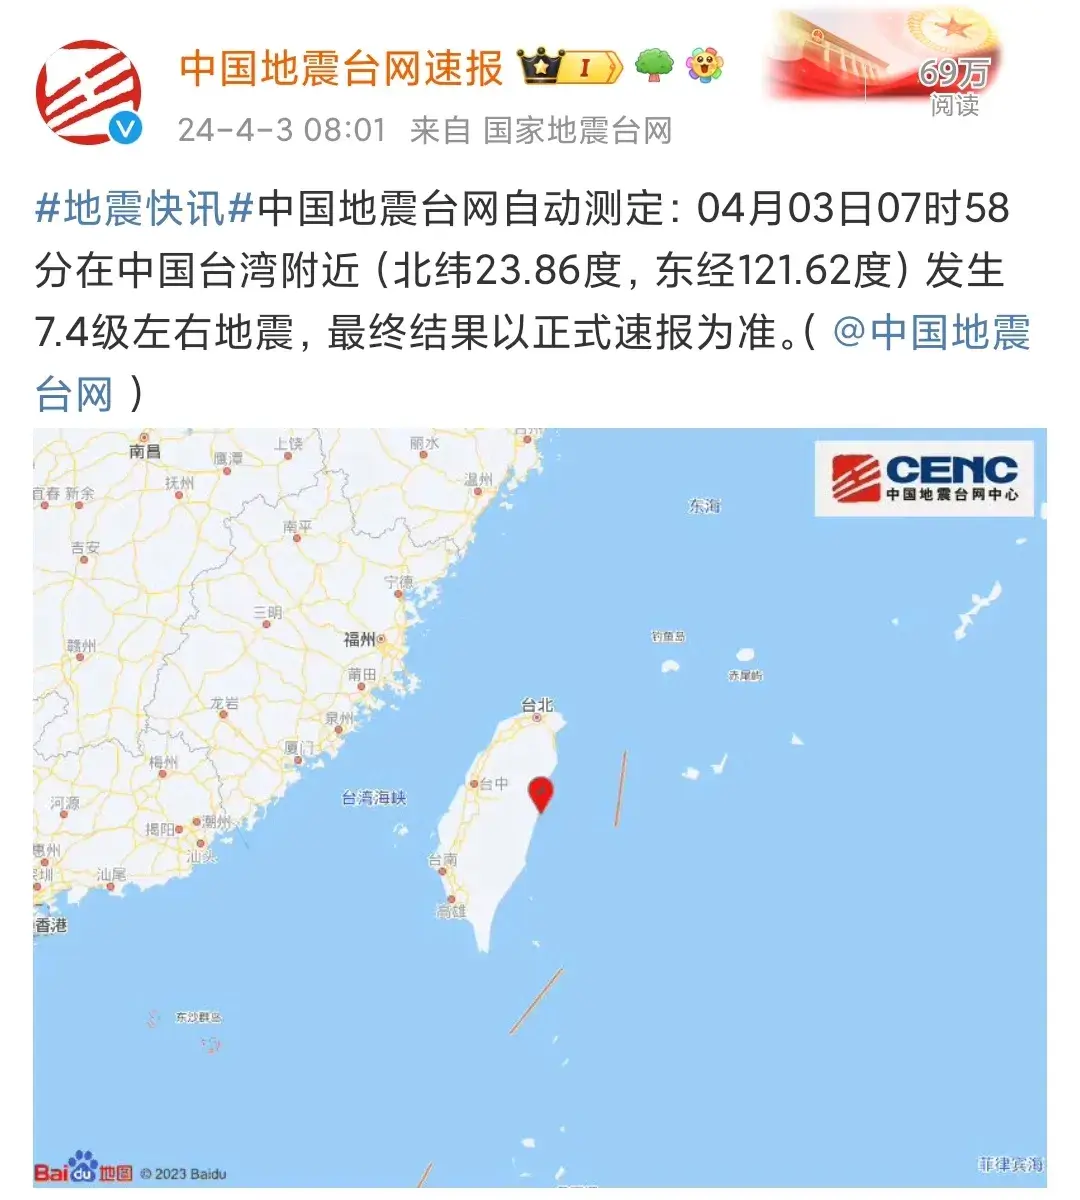 中国地震台网速报
I
69万
阅读
24-4-3 08:01 来自 国家地震台网
#地震快讯#中国地震台网自动测定：04月03日07时58
分在中国台湾附近（北纬23.86度，东经121.62度）发生
7.4级左右地震，最终结果以正式速报为准。（ @中国地震
台网 ）
CENC
中国地震台网中心
南昌
上饶
丽水
台州
鹰潭
宜春
新余
抚州
温州
东海
南平
吉安
宁德
三明
福州
钓鱼岛
赣州
莆田
赤尾屿
龙岩
泉州
台北
厦门
梅州
台中
台湾海峡
河源
揭阳
潮州
惠州
汕头
台南
深圳
汕尾
高雄
香港
东沙群岛
菲律宾海
Bai du 地图 © 2023 Baidu